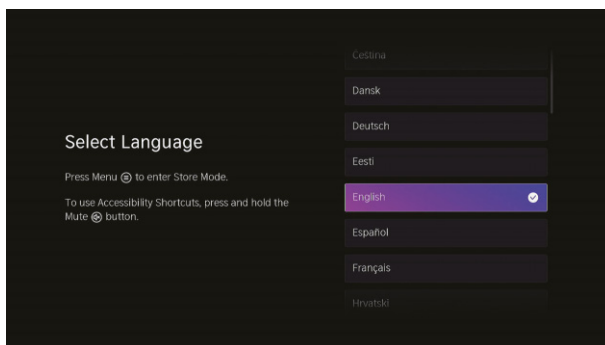 Select Language
Press Menu to enter Store Mode.
To use Accessibility Shortcuts, press and hold the
Mute button.
Čeština
Dansk
Deutsch
Eesti
English
Español
Français
Hrvatski